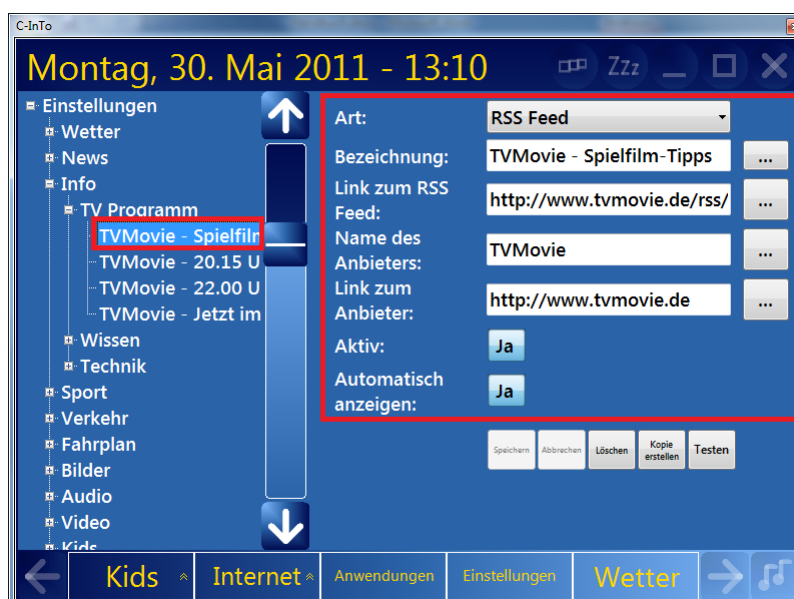 C-InTo
Montag, 30. Mai 2011 - 13:10
Zzz
Einstellungen
Wetter
News
Info
TV Programm
TVMovie - Spielfilm
TVMovie - 20.15 U
TVMovie - 22.00 U
TVMovie - Jetzt im
Wissen
Technik
Sport
Verkehr
Fahrplan
Bilder
Audio
Video
Kids
Art:
RSS Feed
Bezeichnung:
TVMovie - Spielfilm-Tipps
...
Link zum RSS
Feed:
http://www.tvmovie.de/rss/
...
Name des
Anbieters:
TVMovie
...
Link zum
Anbieter:
http://www.tvmovie.de
...
Aktiv:
Ja
Automatisch
anzeigen:
Ja
Speichern
Abbrechen
Löschen
Kopie
erstellen
Testen
Kids
Internet
Anwendungen
Einstellungen
Wetter